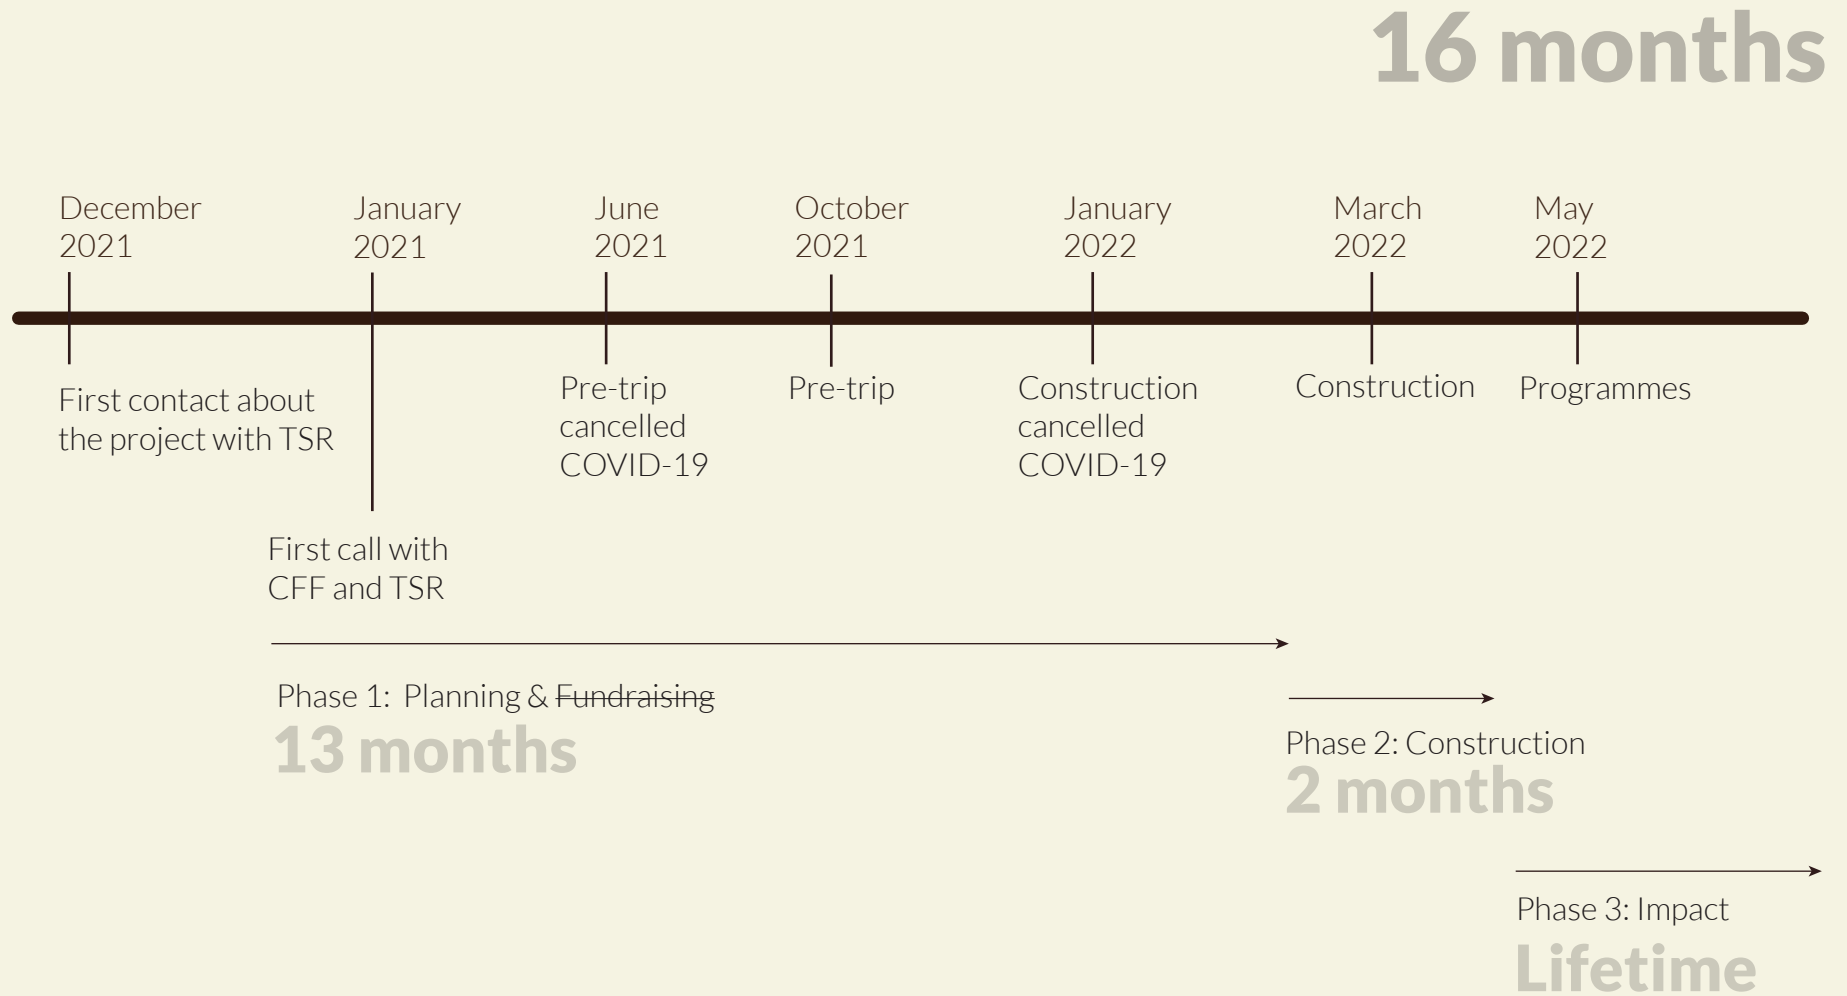 16 months
December
2021
January
2021
June
2021
October
2021
January
2022
March
2022
May
2022
First contact about
the project with TSR
First call with
CFF and TSR
Pre-trip
cancelled
COVID-19
Pre-trip
Construction
cancelled
COVID-19
Construction
Programmes
Phase 1: Planning & Fundraising
13 months
Phase 2: Construction
2 months
Phase 3: Impact
Lifetime